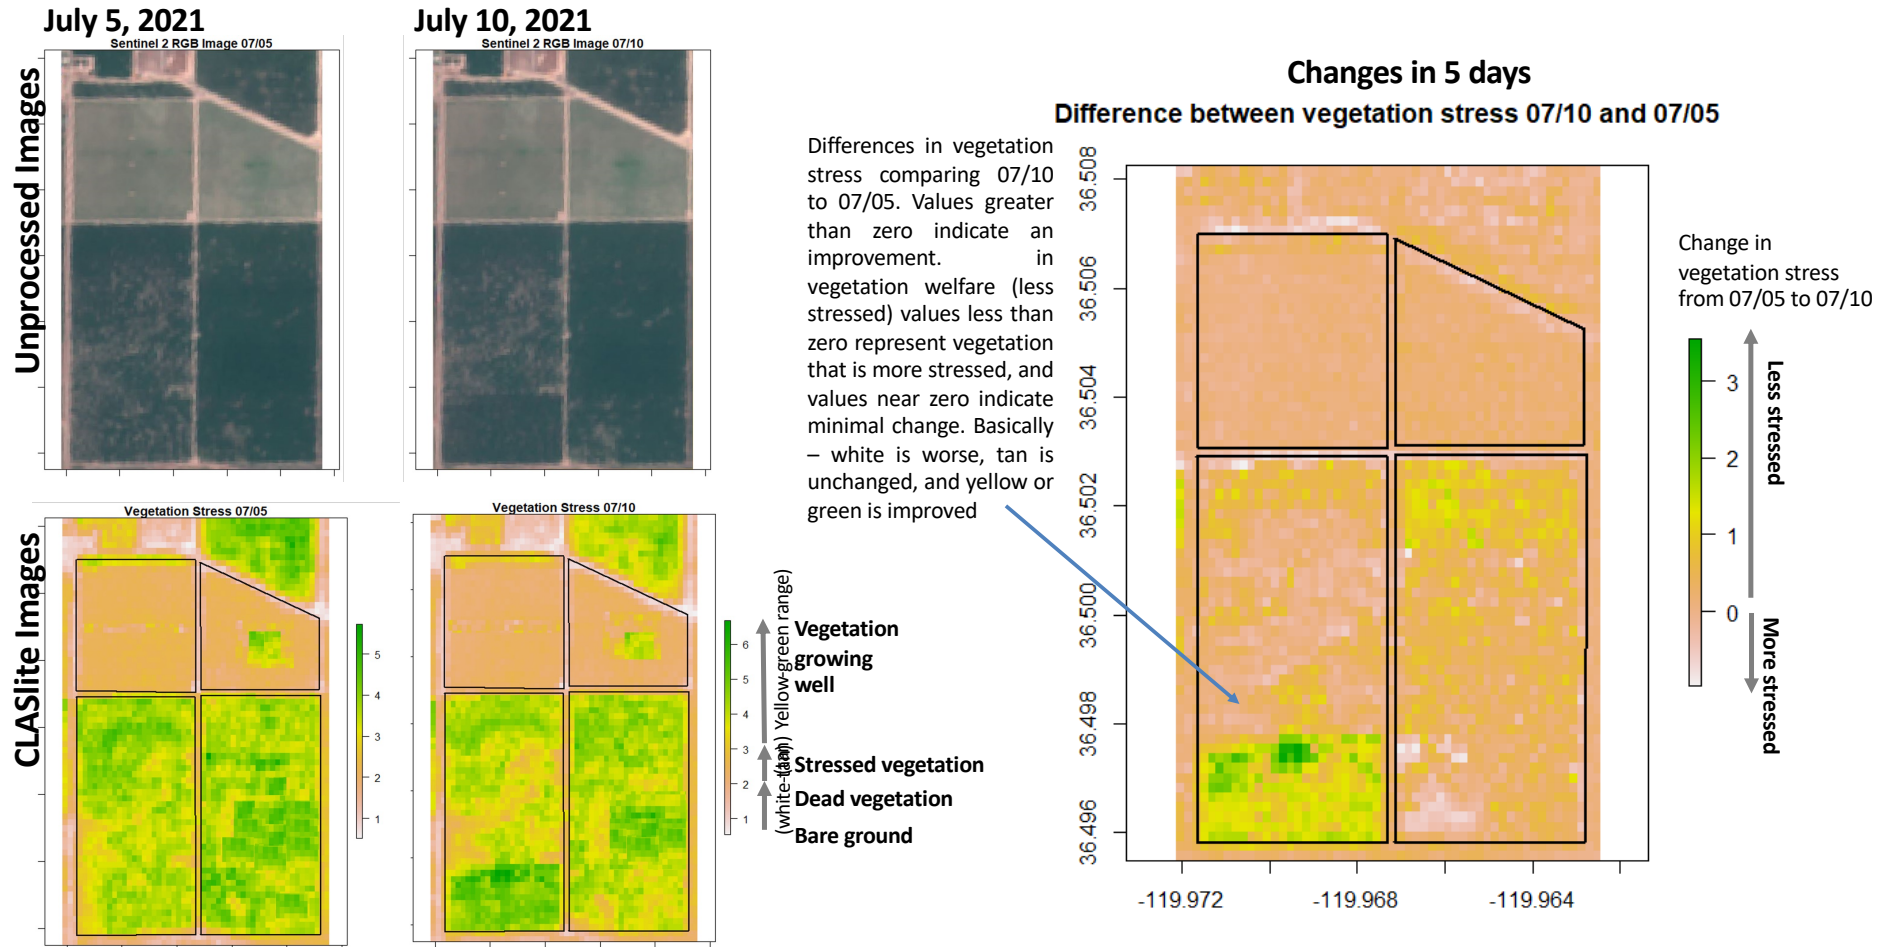 July 5, 2021
July 10, 2021
Sentinel 2 RGB Image 07/05
Sentinel 2 RGB Image 07/10
Unprocessed Images
Changes in 5 days
Difference between vegetation stress 07/10 and 07/05
Differences in vegetation
stress comparing 07/10
to 07/05. Values greater
than zero indicate an
improvement. in
vegetation welfare (less
stressed) values less than
zero represent vegetation
that is more stressed, and
values near zero indicate
minimal change. Basically
– white is worse, tan is
unchanged, and yellow or
green is improved
36.508
36.506
36.504
36.502
36.500
36.498
36.496
-119.972
-119.968
-119.964
Change in
vegetation stress
from 07/05 to 07/10
3
2
1
0
Less stressed
More stressed
CLASlite Images
Vegetation Stress 07/05
Vegetation Stress 07/10
5
4
3
2
1
6
5
4
3
2
1
Yellow-green range)
(tan)
(white-tan)
Vegetation
growing
well
Stressed vegetation
Dead vegetation
Bare ground